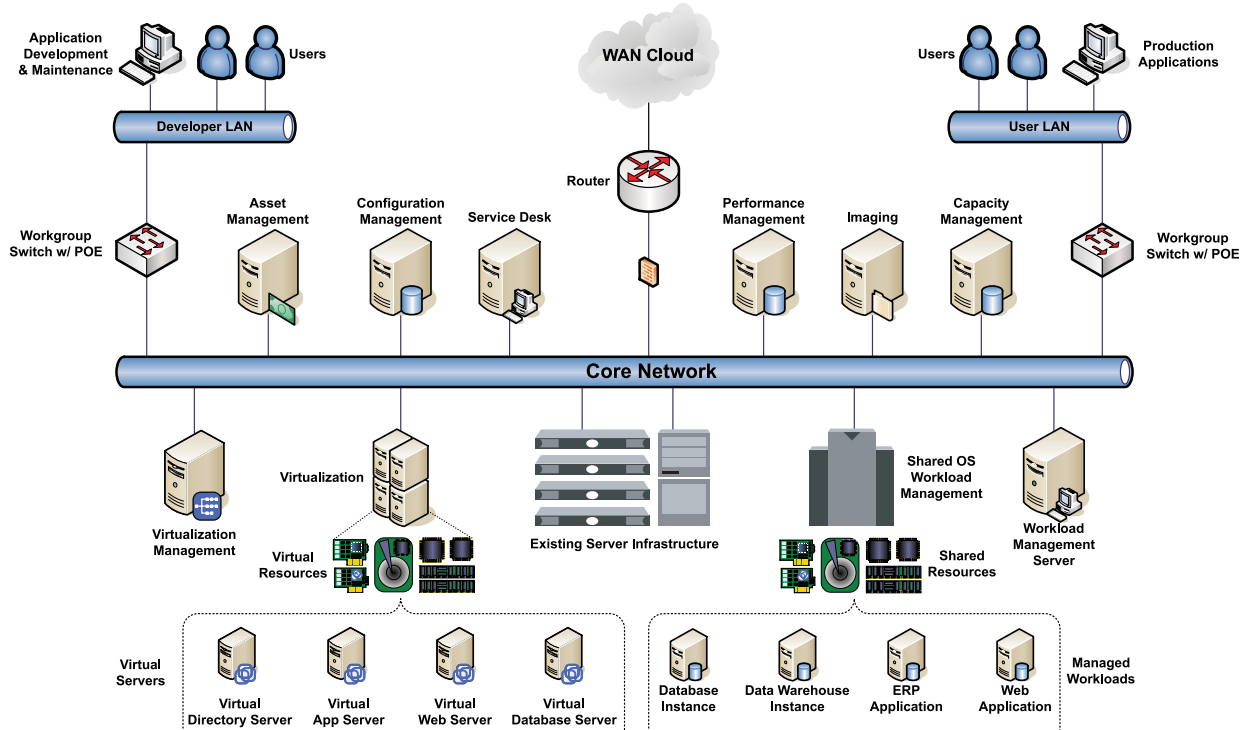 Application
Development
& Maintenance
Users
WAN Cloud
Users
Production
Applications
Developer LAN
User LAN
Router
Workgroup
Switch w/ POE
Asset
Management
Configuration
Management
Service Desk
Performance
Management
Imaging
Capacity
Management
Workgroup
Switch w/ POE
Core Network
Virtualization
Management
Virtualization
Existing Server Infrastructure
Shared OS
Workload
Management
Workload
Management
Server
Virtual
Resources
Shared
Resources
Virtual
Servers
Virtual
Directory Server
Virtual
App Server
Virtual
Web Server
Virtual
Database Server
Database
Instance
Data Warehouse
Instance
ERP
Application
Web
Application
Managed
Workloads